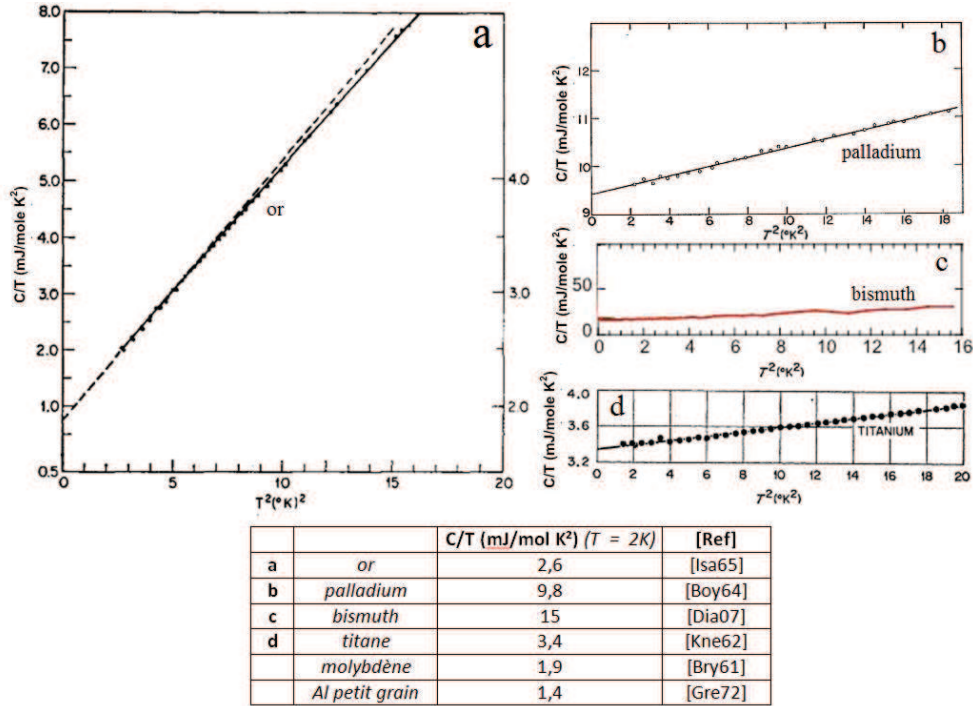 a
8.0
7.0
6.0
5.0
4.0
3.0
2.0
1.0
0.5
C/T (mJ/mole K²)
4.0
3.0
2.0
or
0 5 10 15 20
T²(°K)²
b
13
12
11
10
9
C/T (mJ/mole K²)
palladium
0 2 4 6 8 10 12 14 16 18
T²(°K²)
c
50
0
C/T (mJ/mole K²)
bismuth
0 2 4 6 8 10 12 14 16
T²(°K²)
d
4.0
3.6
3.2
C/T (mJ/mole K²)
TITANIUM
0 2 4 6 8 10 12 14 16 18 20
T²(°K²)
C/T (mJ/mol K²) (T = 2K) [Ref]
a or 2,6 [Isa65]
b palladium 9,8 [Boy64]
c bismuth 15 [Dia07]
d titane 3,4 [Kne62]
molybdène 1,9 [Bry61]
Al petit grain 1,4 [Gre72]